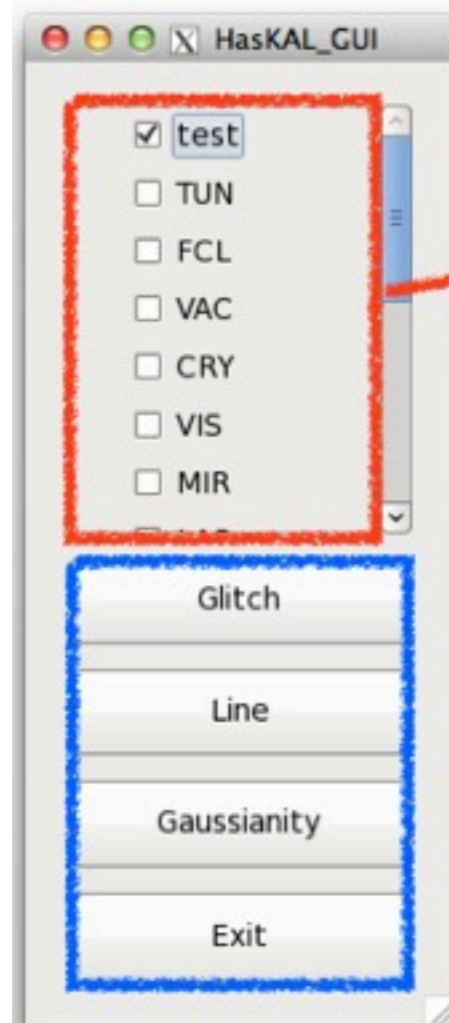 HasKAL_GUI
test
TUN
FCL
VAC
CRY
VIS
MIR
Glitch
Line
Gaussianity
Exit